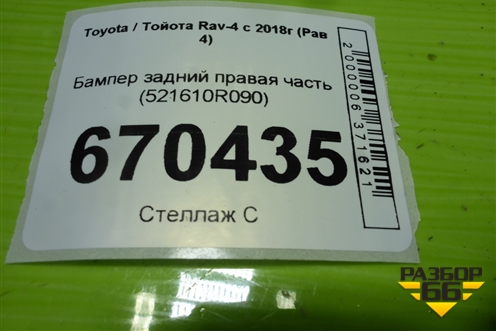 Toyota / Тойота Rav-4 с 2018г (Рав
4)
Бампер задний правая часть
(521610R090)
670435
Стеллаж С
2000006371621
РАЗБОР
66